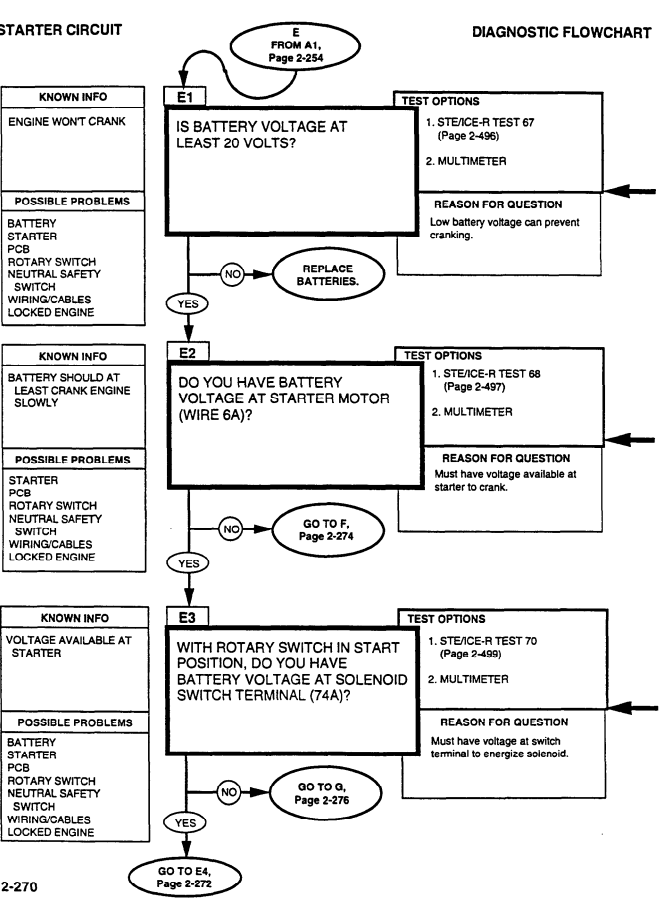 STARTER CIRCUIT
DIAGNOSTIC FLOWCHART
E
FROM A1,
Page 2-254
KNOWN INFO
ENGINE WON'T CRANK
POSSIBLE PROBLEMS
BATTERY
STARTER
PCB
ROTARY SWITCH
NEUTRAL SAFETY
SWITCH
WIRING/CABLES
LOCKED ENGINE
E1
IS BATTERY VOLTAGE AT
LEAST 20 VOLTS?
TEST OPTIONS
1. STE/ICE-R TEST 67
(Page 2-496)
2. MULTIMETER
REASON FOR QUESTION
Low battery voltage can prevent
cranking.
NO
REPLACE
BATTERIES.
YES
KNOWN INFO
BATTERY SHOULD AT
LEAST CRANK ENGINE
SLOWLY
POSSIBLE PROBLEMS
STARTER
PCB
ROTARY SWITCH
NEUTRAL SAFETY
SWITCH
WIRING/CABLES
LOCKED ENGINE
E2
DO YOU HAVE BATTERY
VOLTAGE AT STARTER MOTOR
(WIRE 6A)?
TEST OPTIONS
1. STE/ICE-R TEST 68
(Page 2-497)
2. MULTIMETER
REASON FOR QUESTION
Must have voltage available at
starter to crank.
NO
GO TO F,
Page 2-274
YES
KNOWN INFO
VOLTAGE AVAILABLE AT
STARTER
POSSIBLE PROBLEMS
BATTERY
STARTER
PCB
ROTARY SWITCH
NEUTRAL SAFETY
SWITCH
WIRING/CABLES
LOCKED ENGINE
E3
WITH ROTARY SWITCH IN START
POSITION, DO YOU HAVE
BATTERY VOLTAGE AT SOLENOID
SWITCH TERMINAL (74A)?
TEST OPTIONS
1. STE/ICE-R TEST 70
(Page 2-499)
2. MULTIMETER
REASON FOR QUESTION
Must have voltage at switch
terminal to energize solenoid.
NO
GO TO G,
Page 2-276
YES
GO TO E4,
Page 2-272
2-270